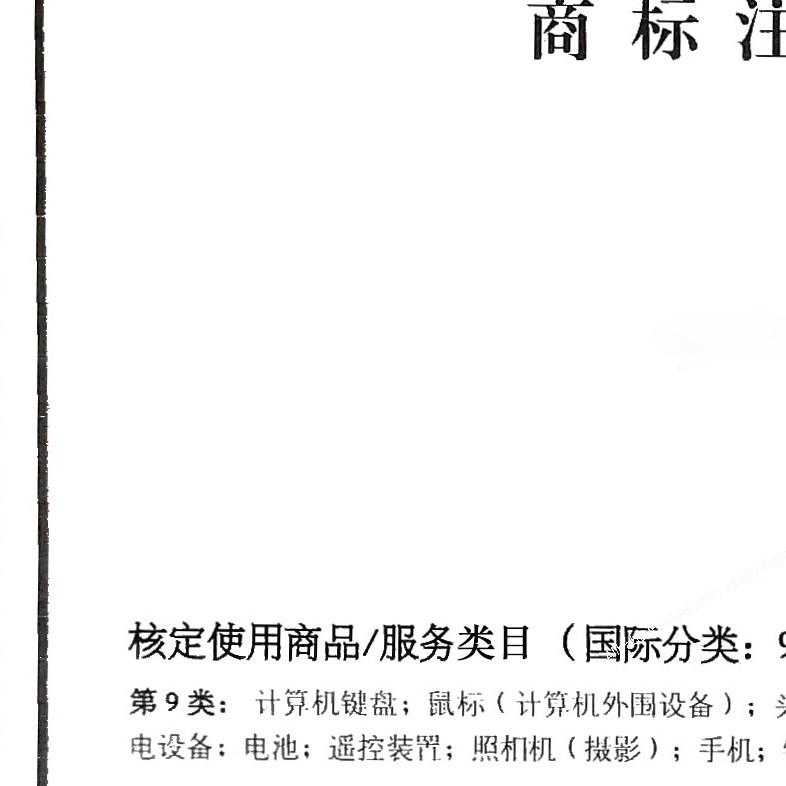 商标注
核定使用商品/服务类目（国际分类：9
第9类： 计算机键盘；鼠标（计算机外围设备）；
电设备；电池；遥控装置；照相机（摄影）；手机；